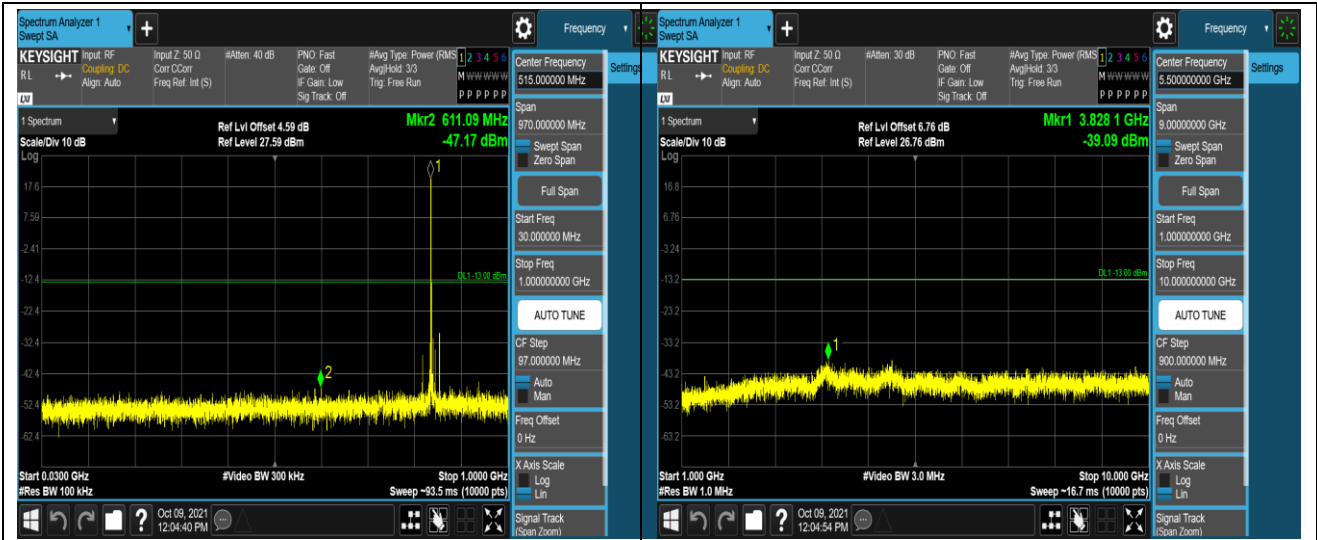 Spectrum Analyzer 1
Swept SA
Frequency
KEYSIGHT
Input: RF
Coupling: DC
Align: Auto
Input Z: 50 Ω
Corr CCorr
Freq Ref: Int (S)
#Atten: 40 dB
PNO: Fast
Gate: Off
IF Gain: Low
Sig Track: Off
#Avg Type: Power (RMS
Avg|Hold: 3/3
Trig: Free Run
1 2 3 4 5 6
M W W W W W
P P P P P P
RL
LXI
Center Frequency
515.000000 MHz
Settings
Span
970.000000 MHz
Swept Span
Zero Span
Full Span
Start Freq
30.000000 MHz
Stop Freq
1.000000000 GHz
AUTO TUNE
CF Step
97.000000 MHz
Auto
Man
Freq Offset
0 Hz
X Axis Scale
Log
Lin
Signal Track
(Span Zoom)
1 Spectrum
Scale/Div 10 dB
Log
Ref Lvl Offset 4.59 dB
Ref Level 27.59 dBm
Mkr2 611.09 MHz
-47.17 dBm
1
17.6
7.59
-2.41
DL1 -13.00 dBm
-12.4
-22.4
-32.4
-42.4
2
-52.4
-62.4
Start 0.0300 GHz
#Res BW 100 kHz
#Video BW 300 kHz
Stop 1.0000 GHz
Sweep ~93.5 ms (10000 pts)
?
Oct 09, 2021
12:04:40 PM
Spectrum Analyzer 1
Swept SA
Frequency
KEYSIGHT
Input: RF
Coupling: DC
Align: Auto
Input Z: 50 Ω
Corr CCorr
Freq Ref: Int (S)
#Atten: 30 dB
PNO: Fast
Gate: Off
IF Gain: Low
Sig Track: Off
#Avg Type: Power (RMS
Avg|Hold: 3/3
Trig: Free Run
1 2 3 4 5 6
M W W W W W
P P P P P P
RL
LXI
Center Frequency
5.500000000 GHz
Settings
Span
9.00000000 GHz
Swept Span
Zero Span
Full Span
Start Freq
1.000000000 GHz
Stop Freq
10.000000000 GHz
AUTO TUNE
CF Step
900.000000 MHz
Auto
Man
Freq Offset
0 Hz
X Axis Scale
Log
Lin
Signal Track
(Span Zoom)
1 Spectrum
Scale/Div 10 dB
Log
Ref Lvl Offset 6.76 dB
Ref Level 26.76 dBm
Mkr1 3.828 1 GHz
-39.09 dBm
16.8
6.76
-3.24
DL1 -13.00 dBm
-13.2
-23.2
-33.2
1
-43.2
-53.2
-63.2
Start 1.000 GHz
#Res BW 1.0 MHz
#Video BW 3.0 MHz
Stop 10.000 GHz
Sweep ~16.7 ms (10000 pts)
?
Oct 09, 2021
12:04:54 PM